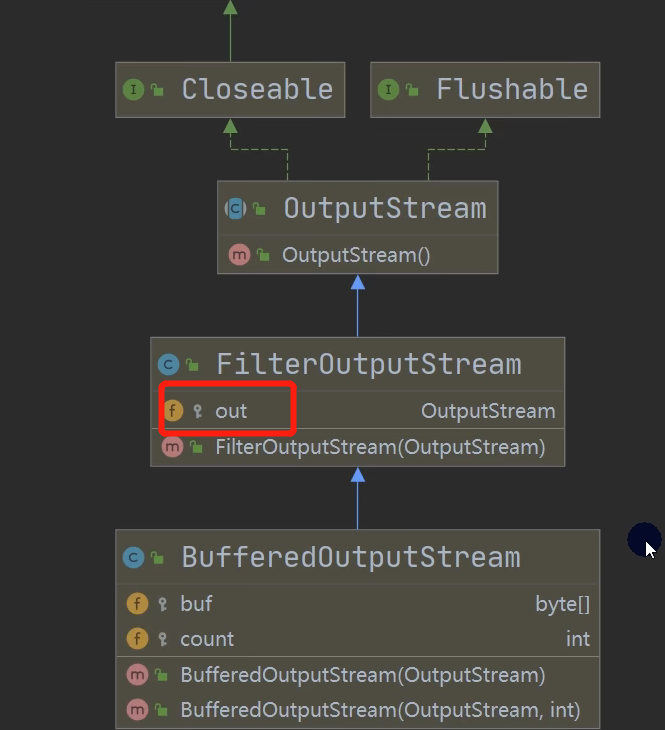 I Closeable
I Flushable
C OutputStream
m OutputStream()
C FilterOutputStream
f out OutputStream
m FilterOutputStream(OutputStream)
C BufferedOutputStream
f buf byte[]
f count int
m BufferedOutputStream(OutputStream)
m BufferedOutputStream(OutputStream, int)